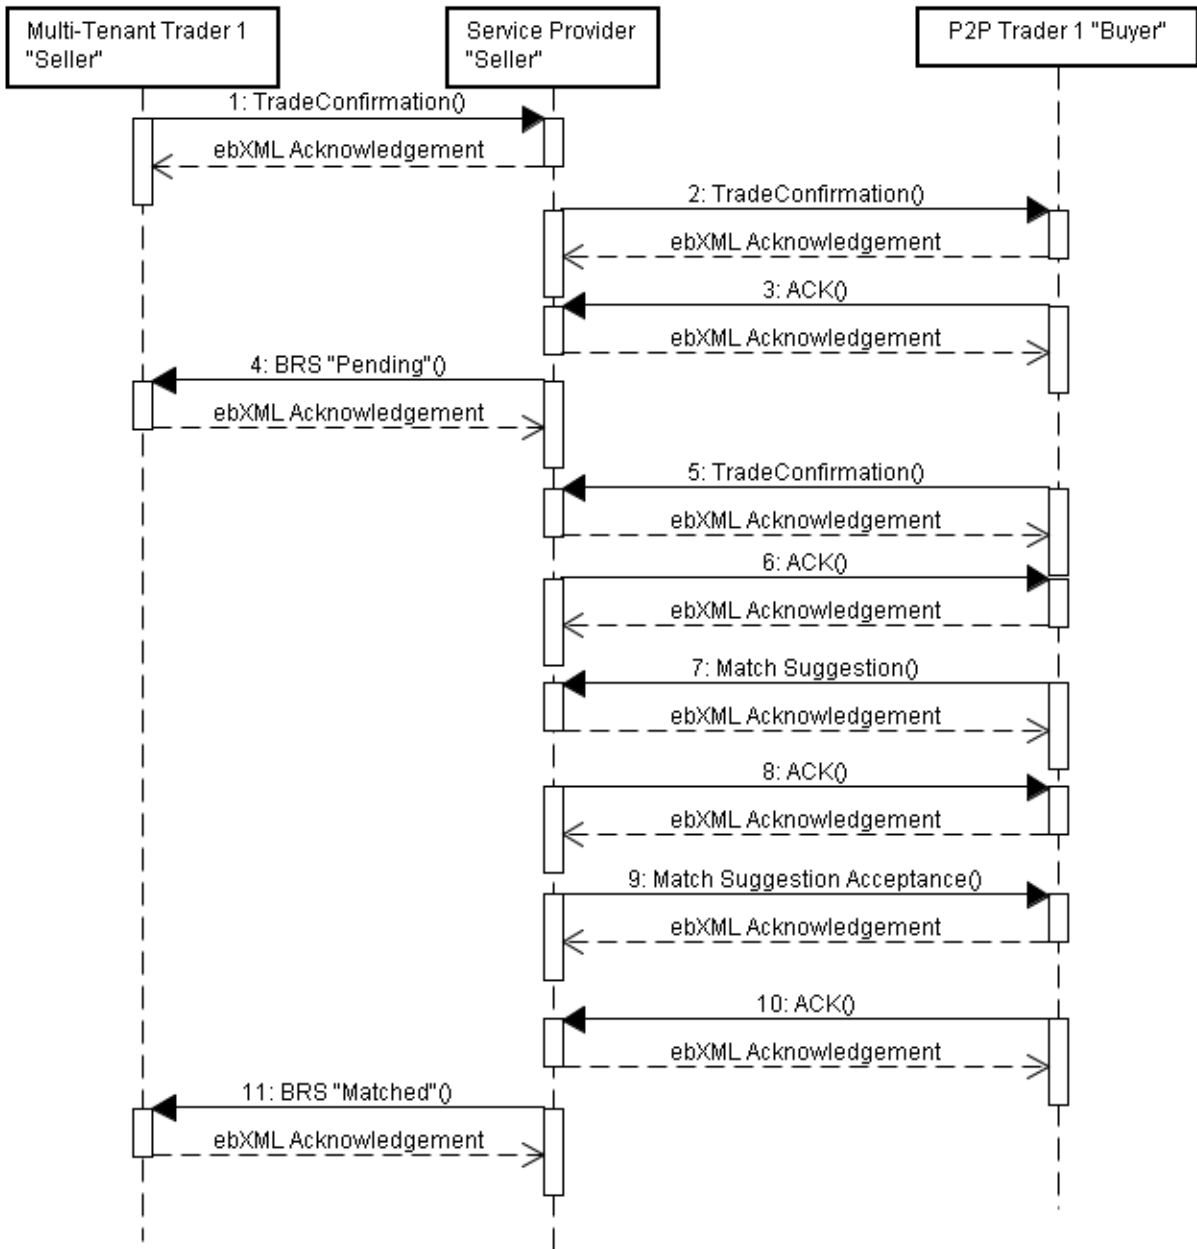 Multi-Tenant Trader 1
"Seller"
Service Provider
"Seller"
P2P Trader 1 "Buyer"
1: TradeConfirmation()
ebXML Acknowledgement
2: TradeConfirmation()
ebXML Acknowledgement
3: ACK()
ebXML Acknowledgement
4: BRS "Pending"()
ebXML Acknowledgement
5: TradeConfirmation()
ebXML Acknowledgement
6: ACK()
ebXML Acknowledgement
7: Match Suggestion()
ebXML Acknowledgement
8: ACK()
ebXML Acknowledgement
9: Match Suggestion Acceptance()
ebXML Acknowledgement
10: ACK()
ebXML Acknowledgement
11: BRS "Matched"()
ebXML Acknowledgement